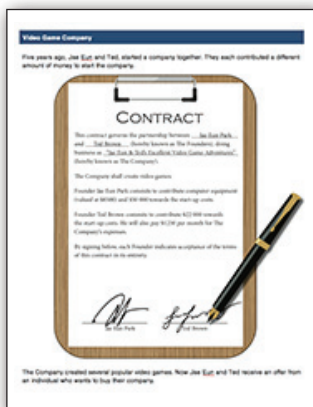 Video Game Company
Five years ago, Jae Eun and Ted, started a company together. They each contributed a different
amount of money to start the company.
CONTRACT
This contract governs the partnership between Jae Eun Park
and Ted Brown (hereby known as The Founders), doing
business as "Jae Eun & Ted's Excellent Video Game Adventures"
(hereby known as The Company).
The Company shall create video games.
Founder Jae Eun Park commits to contribute computer equipment
(valued at and towards the start-up costs.
Founder Ted Brown commits to contribute towards
the start-up costs. He will also pay per month for The
Company's expenses.
By signing below, each Founder indicates acceptance of the terms
of this contract in its entirety.
Jae Eun Park Ted Brown
The Company created several popular video games. Now Jae Eun and Ted receive an offer from
an individual who wants to buy their company.